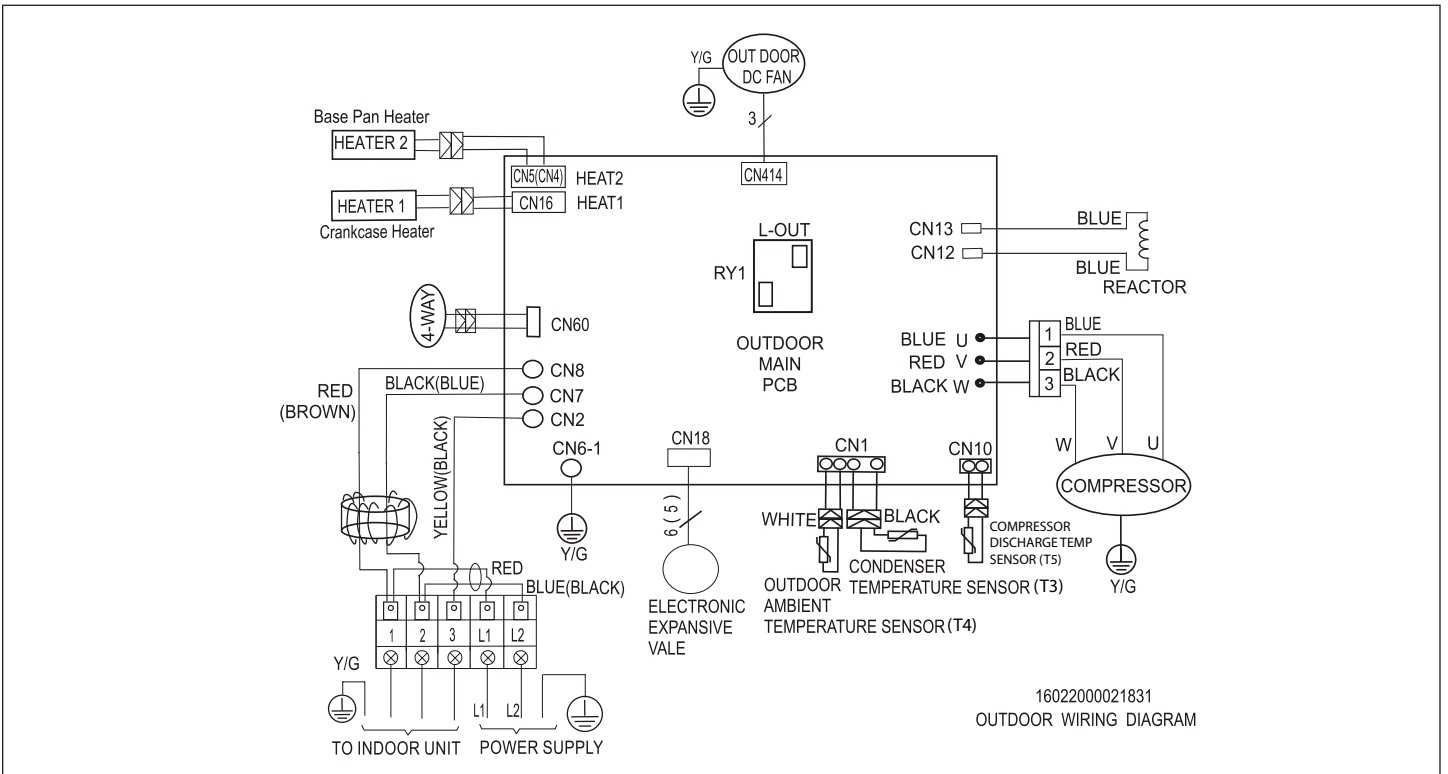 Y/G
OUT DOOR
DC FAN
3
Base Pan Heater
HEATER 2
CN5(CN4)
HEAT2
CN414
HEATER 1
CN16
HEAT1
Crankcase Heater
L-OUT
RY1
CN13
BLUE
CN12
BLUE
REACTOR
4-WAY
CN60
OUTDOOR
MAIN
PCB
BLUE U
RED V
BLACK W
1
2
3
BLUE
RED
BLACK
CN8
RED
(BROWN)
BLACK(BLUE)
CN7
CN2
YELLOW(BLACK)
CN6-1
Y/G
CN18
6 ( 5 )
ELECTRONIC
EXPANSIVE
VALE
CN1
CN10
W
V
U
COMPRESSOR
Y/G
WHITE
BLACK
COMPRESSOR
DISCHARGE TEMP
SENSOR (T5)
CONDENSER
TEMPERATURE SENSOR (T3)
OUTDOOR
AMBIENT
TEMPERATURE SENSOR (T4)
RED
BLUE(BLACK)
1
2
3
L1
L2
Y/G
L1
L2
TO INDOOR UNIT
POWER SUPPLY
16022000021831
OUTDOOR WIRING DIAGRAM